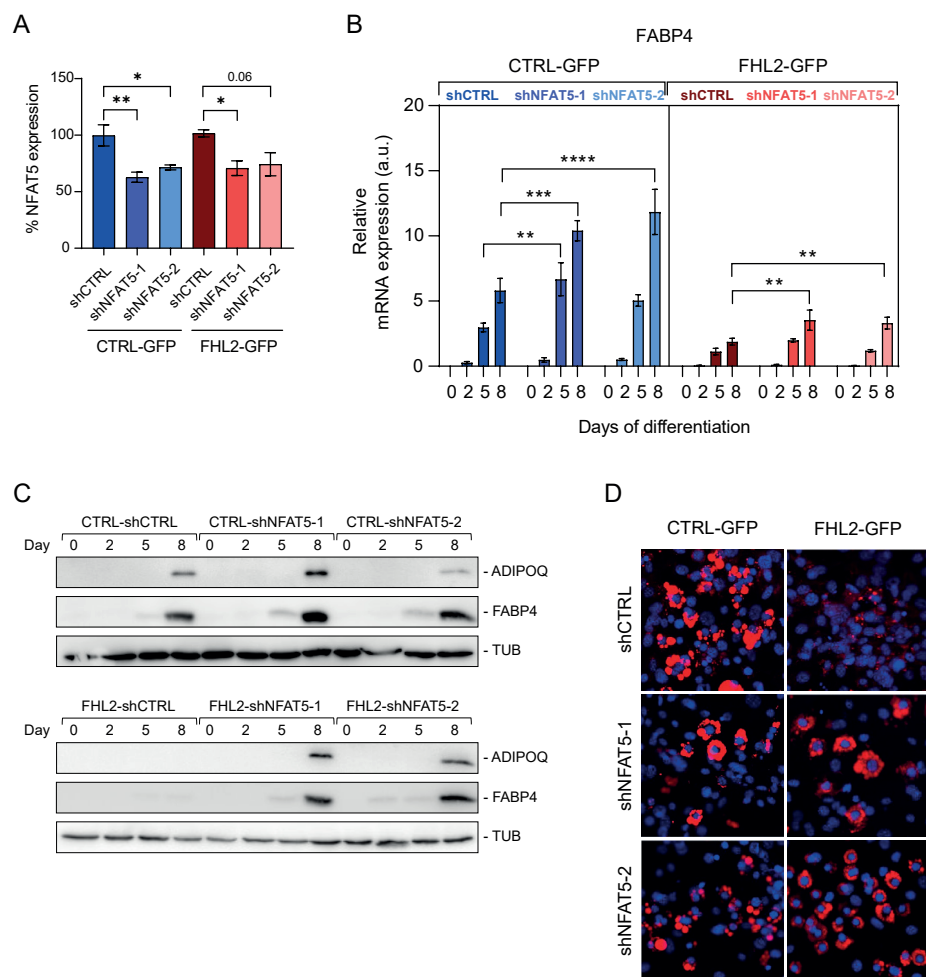 A
150
100
50
0
% NFAT5 expression
*
**
0.06
*
shCTRL
shNFAT5-1
shNFAT5-2
shCTRL
shNFAT5-1
shNFAT5-2
CTRL-GFP
FHL2-GFP
B
FABP4
CTRL-GFP FHL2-GFP
shCTRL shNFAT5-1 shNFAT5-2 shCTRL shNFAT5-1 shNFAT5-2
20
15
10
5
0
Relative
mRNA expression (a.u.)
****
***
**
**
**
0 2 5 8 0 2 5 8 0 2 5 8 0 2 5 8 0 2 5 8 0 2 5 8
Days of differentiation
C
CTRL-shCTRL CTRL-shNFAT5-1 CTRL-shNFAT5-2
Day 0 2 5 8 0 2 5 8 0 2 5 8
- ADIPOQ
- FABP4
- TUB
FHL2-shCTRL FHL2-shNFAT5-1 FHL2-shNFAT5-2
Day 0 2 5 8 0 2 5 8 0 2 5 8
- ADIPOQ
- FABP4
- TUB
D
CTRL-GFP FHL2-GFP
shCTRL
shNFAT5-1
shNFAT5-2